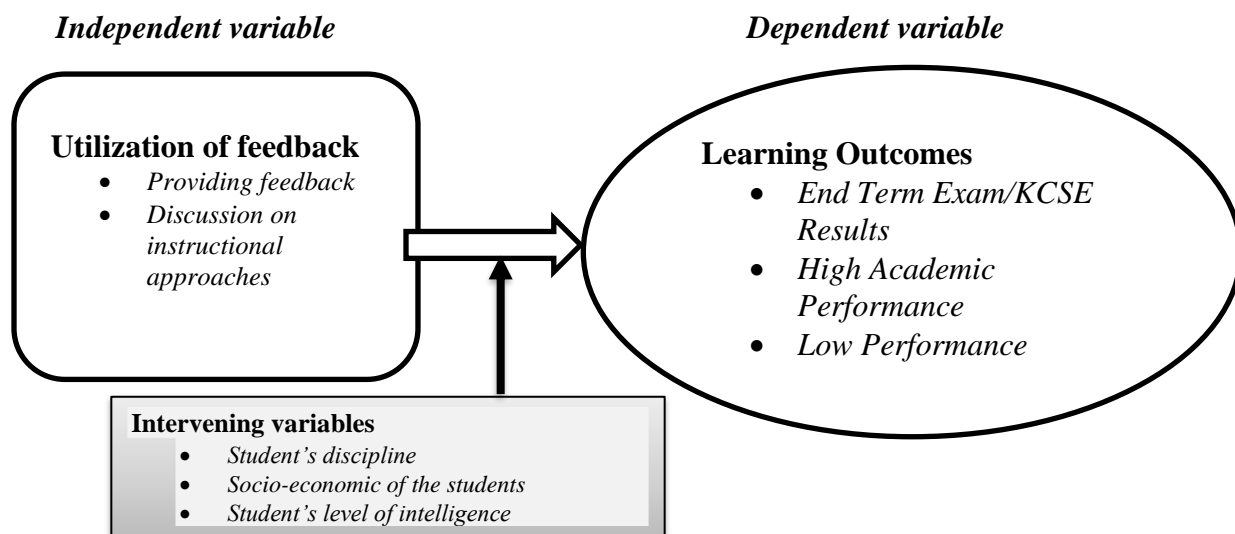 Independent variable
Dependent variable
Utilization of feedback
• Providing feedback
• Discussion on
instructional
approaches
Learning Outcomes
• End Term Exam/KCSE
Results
• High Academic
Performance
• Low Performance
Intervening variables
• Student’s discipline
• Socio-economic of the students
• Student’s level of intelligence